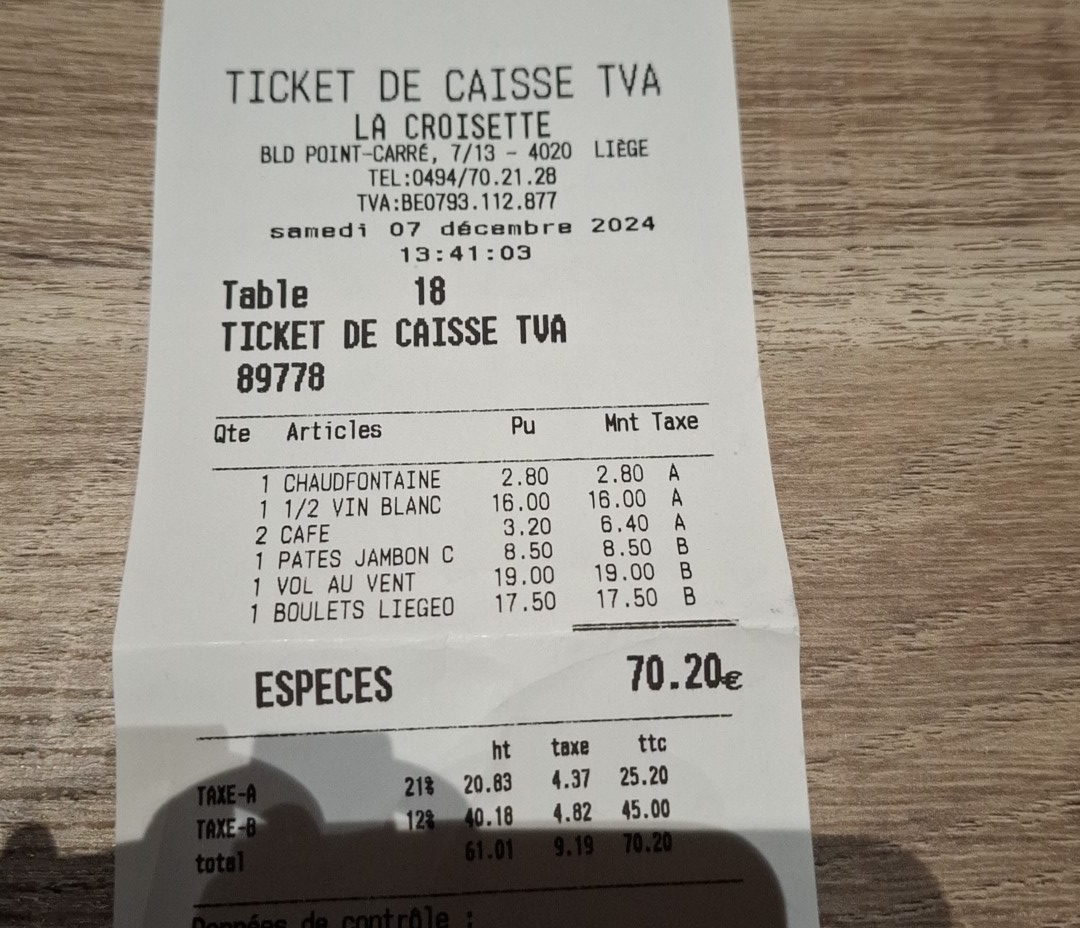 TICKET DE CAISSE TVA
LA CROISETTE
BLD POINT-CARRÉ, 7/13 - 4020 LIÈGE
TEL:0494/70.21.28
TVA:BE0793.112.877
samedi 07 décembre 2024
13:41:03
Table 18
TICKET DE CAISSE TVA
89778
Qte Articles Pu Mnt Taxe
1 CHAUDFONTAINE 2.80 2.80 A
1 1/2 VIN BLANC 16.00 16.00 A
2 CAFE 3.20 6.40 A
1 PATES JAMBON C 8.50 8.50 B
1 VOL AU VENT 19.00 19.00 B
1 BOULETS LIEGEO 17.50 17.50 B
ESPECES 70.20€
ht taxe ttc
TAXE-A 21% 20.83 4.37 25.20
TAXE-B 12% 40.18 4.82 45.00
total 61.01 9.19 70.20
Données de contrôle :